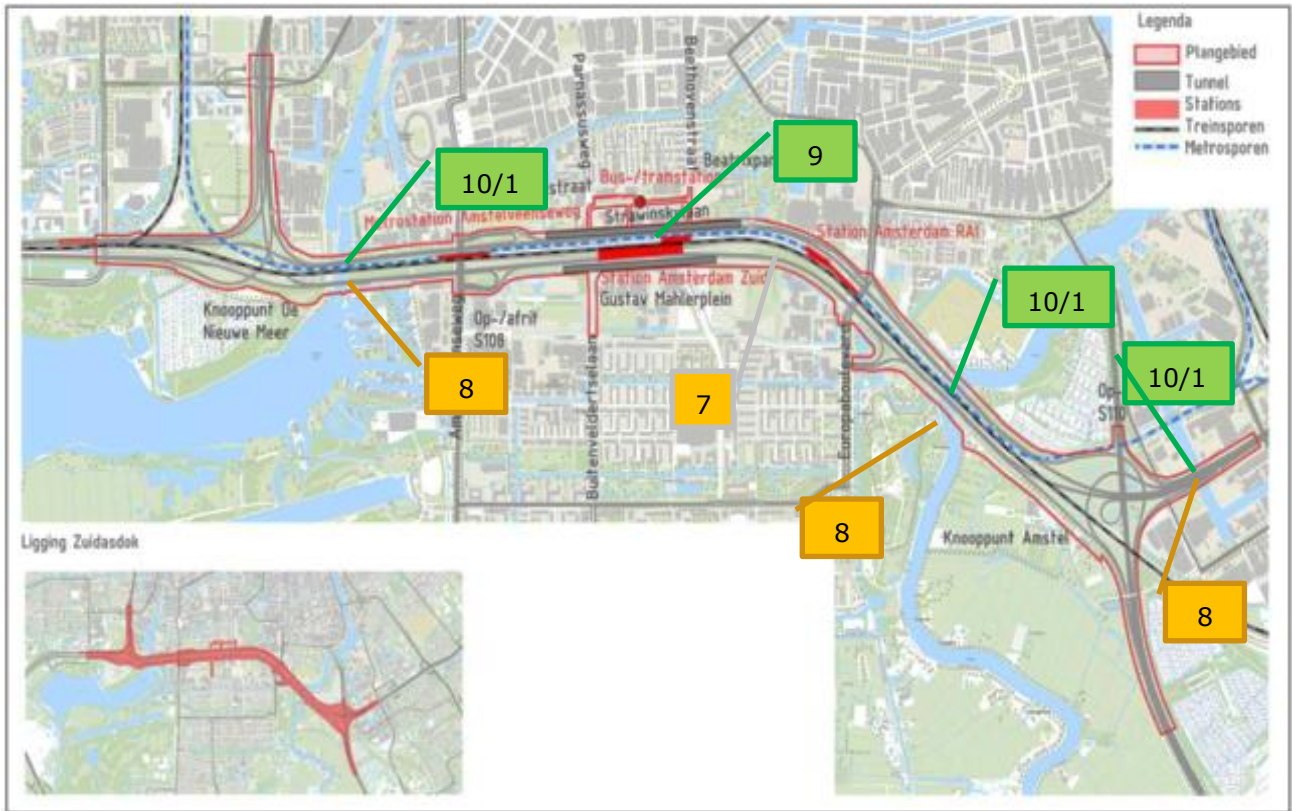 Legenda
Plangebied
Tunnel
Stations
Treinsporen
Metrosporen
Parnassusweg
Beethovenstraat
9
10/1
straat
Bus-/tramstation
Metrostation Amstelveenseweg
Station Amsterdam RAI
Station Amsterdam Zuid
Gustav Mahlerplein
Knooppunt De
Nieuwe Meer
Op-/afrit
S108
8
7
Buitenveldertselaan
Europaboulevard
10/1
10/1
S110
8
Knooppunt Amstel
8
Ligging Zuidasdok